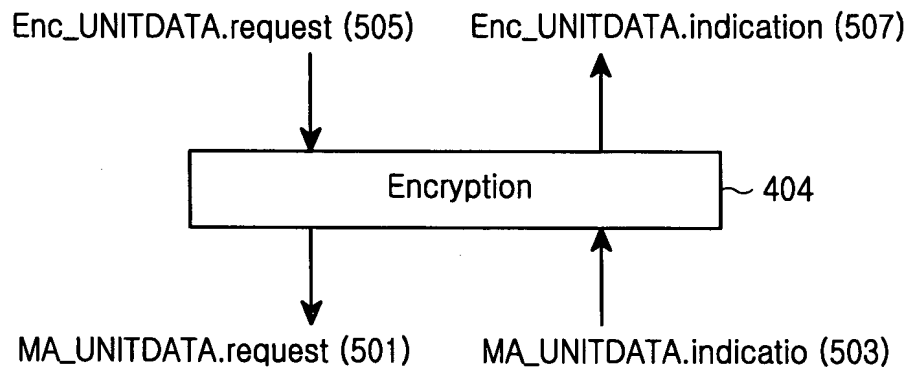 Enc_UNITDATA.request (505) Enc_UNITDATA.indication (507)
Encryption
404
MA_UNITDATA.request (501) MA_UNITDATA.indicatio (503)